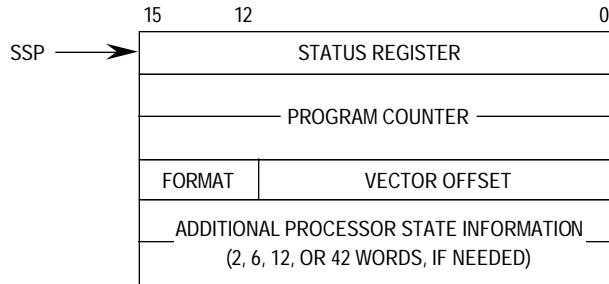 15 12 0
SSP STATUS REGISTER
PROGRAM COUNTER
FORMAT VECTOR OFFSET
ADDITIONAL PROCESSOR STATE INFORMATION
(2, 6, 12, OR 42 WORDS, IF NEEDED)